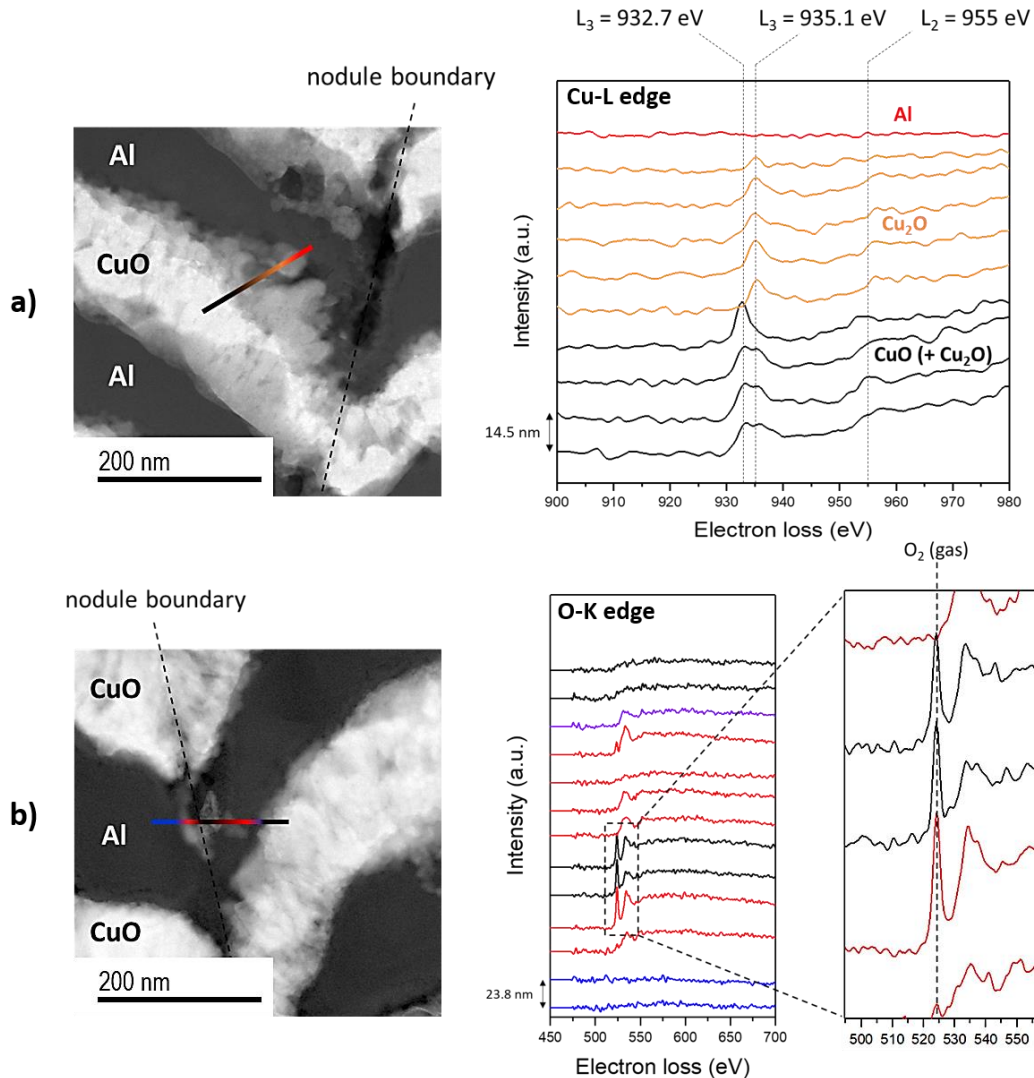 L₃ = 932.7 eV
L₃ = 935.1 eV
L₂ = 955 eV
nodule boundary
Al
CuO
Al
200 nm
a)
Cu-L edge
Al
Cu₂O
CuO (+ Cu₂O)
14.5 nm
Intensity (a.u.)
900 910 920 930 940 950 960 970 980
Electron loss (eV)
nodule boundary
CuO
Al
CuO
200 nm
b)
O-K edge
23.8 nm
Intensity (a.u.)
450 500 550 600 650 700
Electron loss (eV)
O₂ (gas)
500 510 520 530 540 550